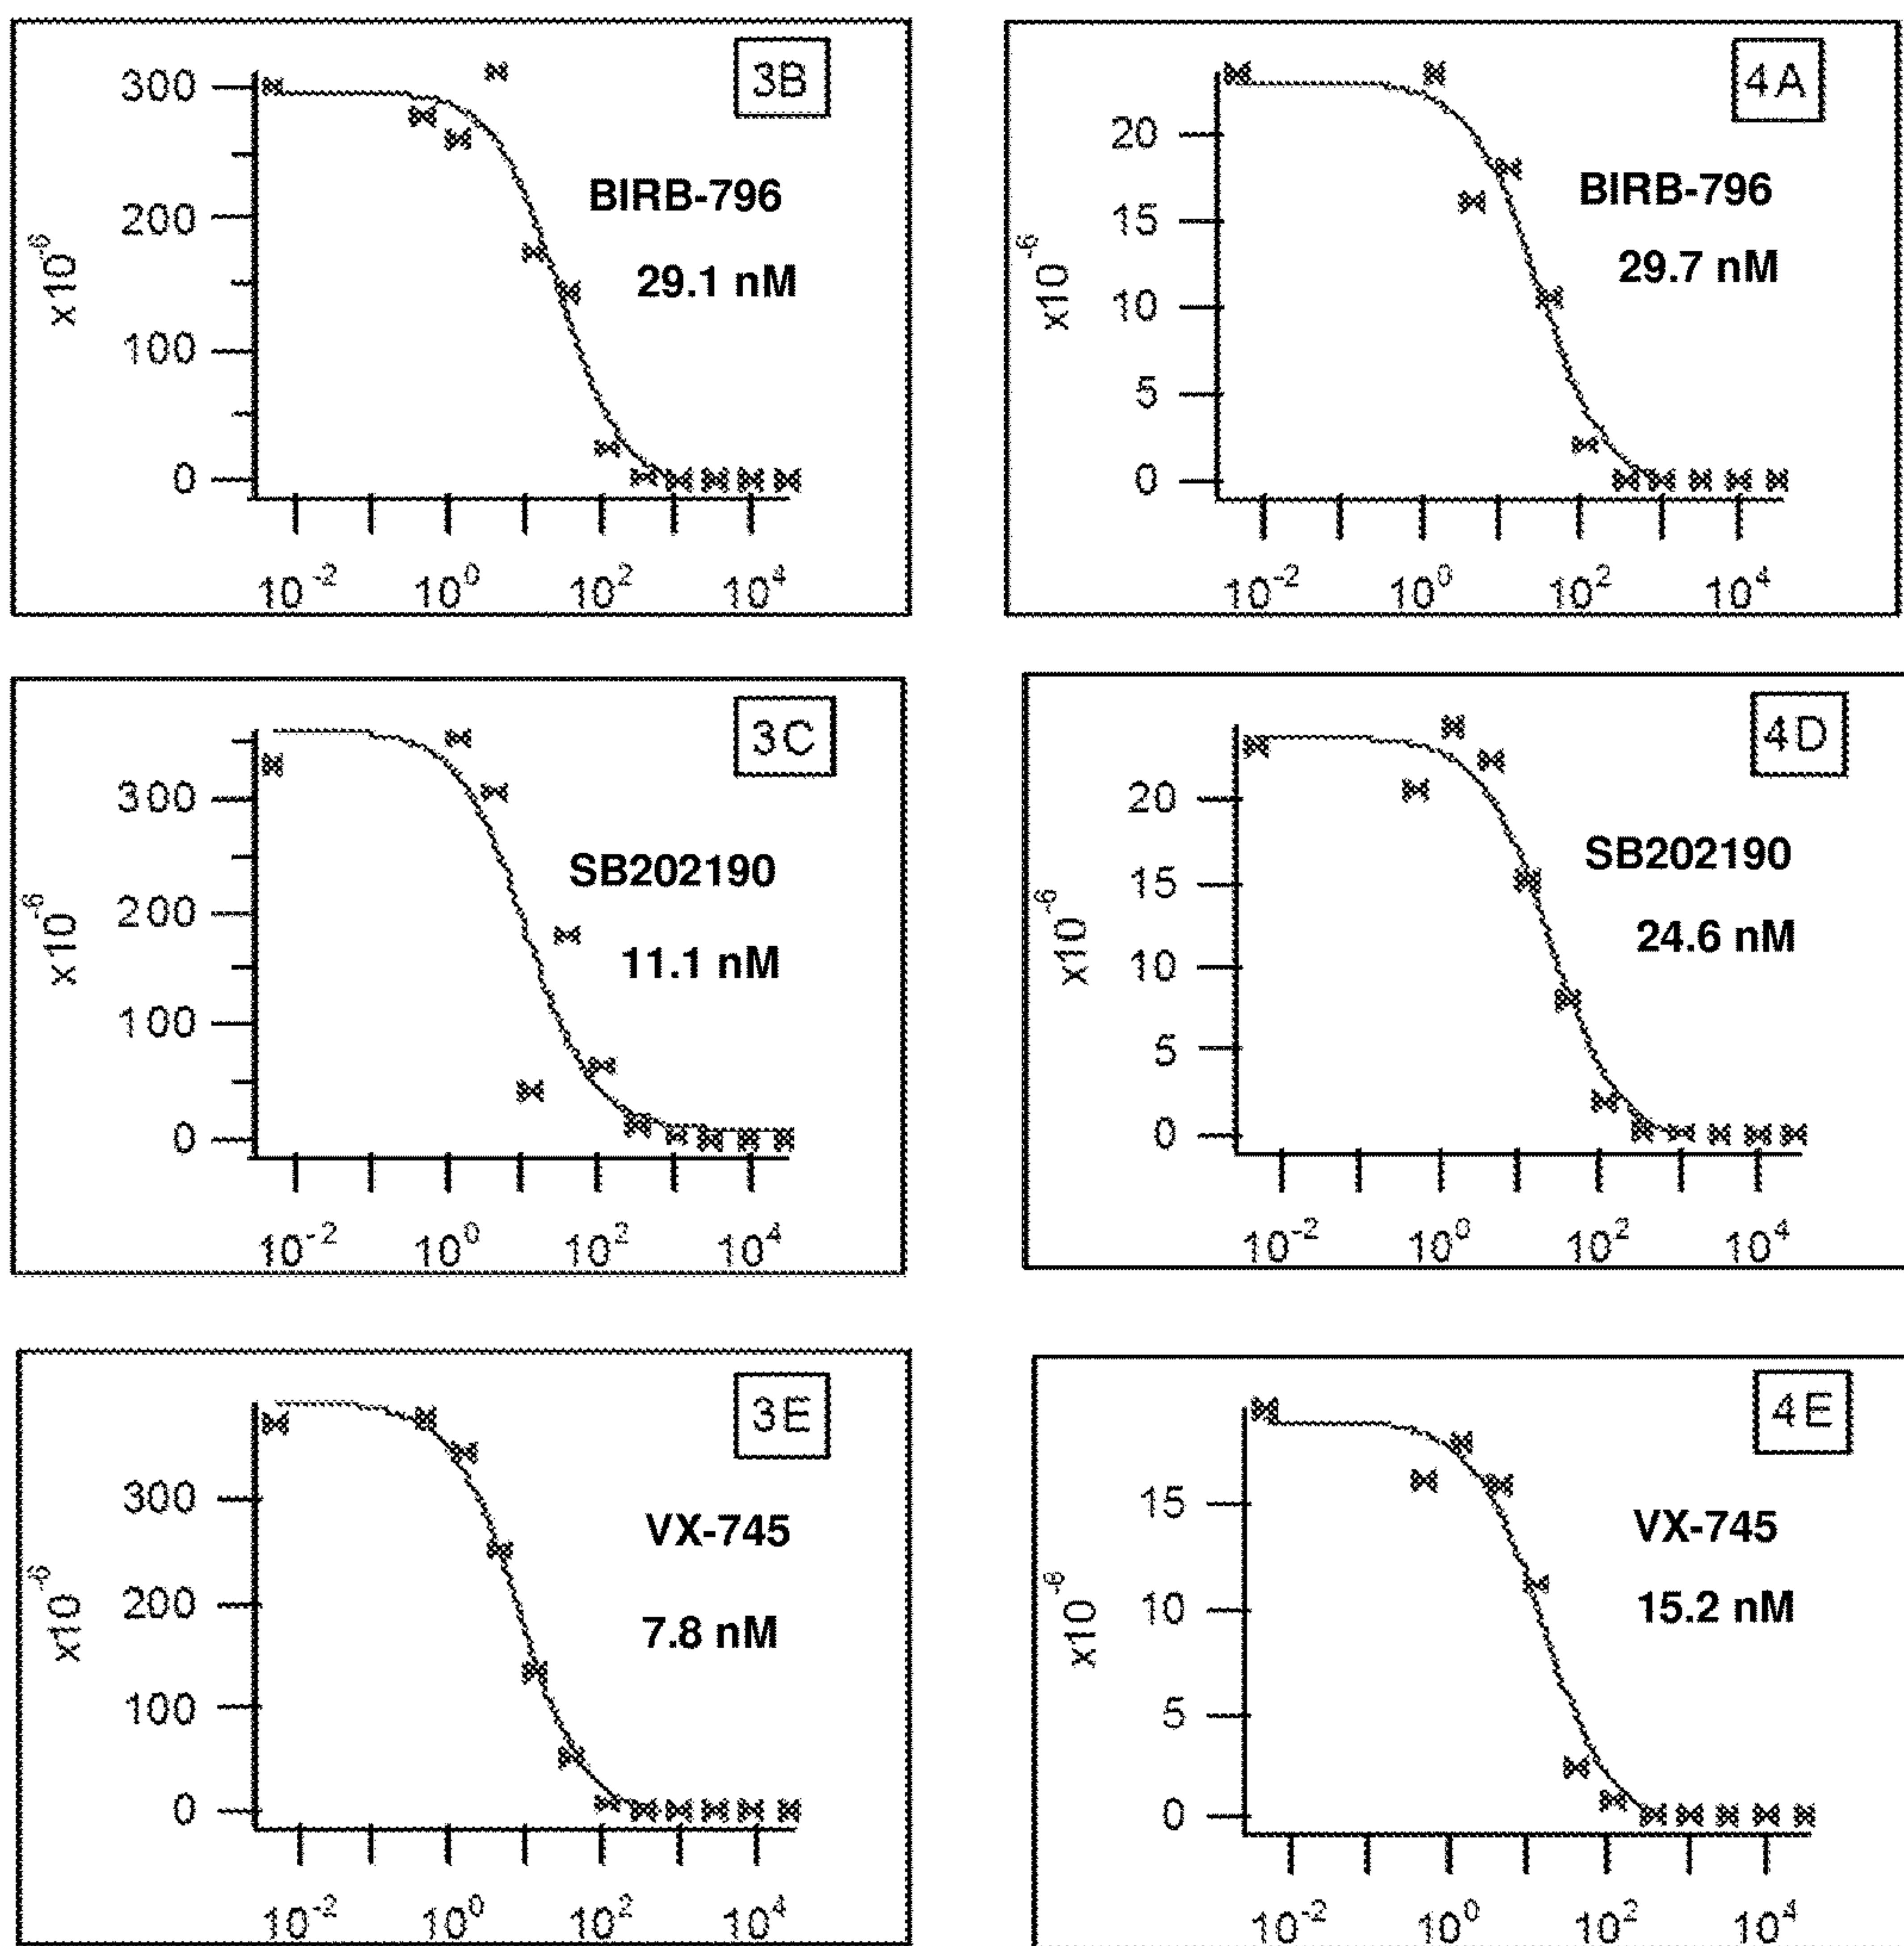 3B
300
200
100
0
x10⁻⁶
BIRB-796
29.1 nM
10⁻² 10⁰ 10² 10⁴
4A
20
15
10
5
0
x10⁻⁶
BIRB-796
29.7 nM
10⁻² 10⁰ 10² 10⁴
3C
300
200
100
0
x10⁻⁶
SB202190
11.1 nM
10⁻² 10⁰ 10² 10⁴
4D
20
15
10
5
0
x10⁻⁶
SB202190
24.6 nM
10⁻² 10⁰ 10² 10⁴
3E
300
200
100
0
x10⁻⁶
VX-745
7.8 nM
10⁻² 10⁰ 10² 10⁴
4E
15
10
5
0
x10⁻⁶
VX-745
15.2 nM
10⁻² 10⁰ 10² 10⁴